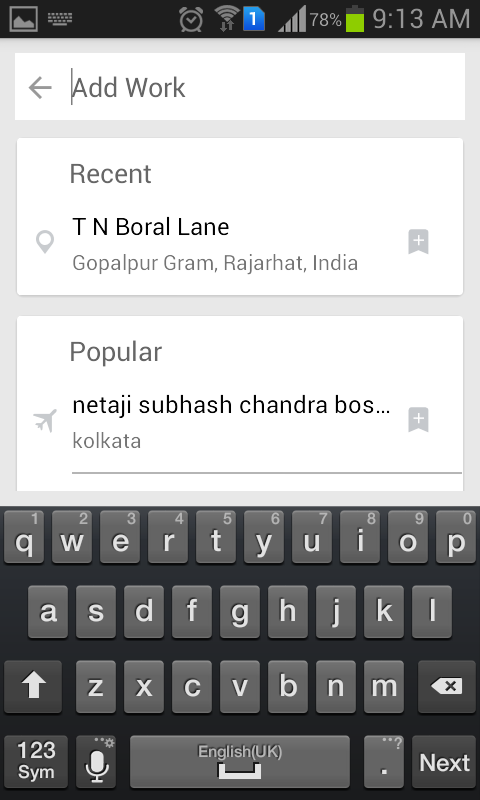 1 78% 9:13 AM
Add Work
Recent
T N Boral Lane
Gopalpur Gram, Rajarhat, India
Popular
netaji subhash chandra bos...
kolkata
1 2 3 4 5 6 7 8 9 0
q w e r t y u i o p
a s d f g h j k l
z x c v b n m
123 Sym English(UK) . ? Next